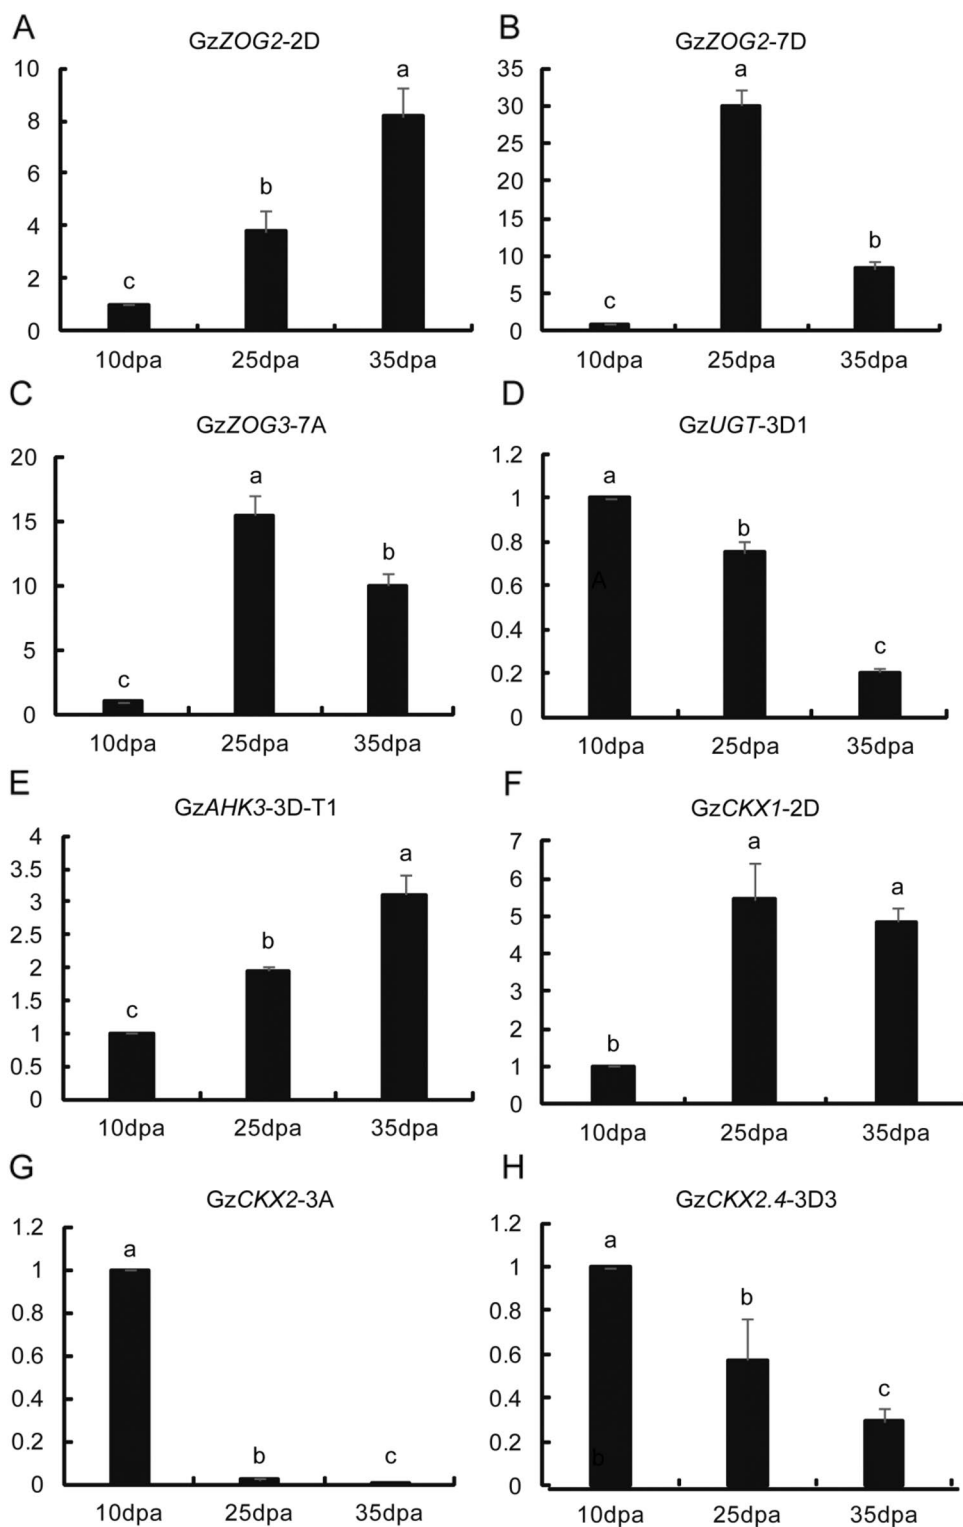 A
GzZOG2-2D
10
8
6
4
2
0
c
b
a
10dpa
25dpa
35dpa
B
GzZOG2-7D
35
30
25
20
15
10
5
0
c
a
b
10dpa
25dpa
35dpa
C
GzZOG3-7A
20
15
10
5
0
c
a
b
10dpa
25dpa
35dpa
D
GzUGT-3D1
1.2
1
0.8
0.6
0.4
0.2
0
a
A
b
c
10dpa
25dpa
35dpa
E
GzAHK3-3D-T1
4
3.5
3
2.5
2
1.5
1
0.5
0
c
b
a
10dpa
25dpa
35dpa
F
GzCKX1-2D
7
6
5
4
3
2
1
0
b
a
a
10dpa
25dpa
35dpa
G
GzCKX2-3A
1.2
1
0.8
0.6
0.4
0.2
0
a
b
c
10dpa
25dpa
35dpa
H
GzCKX2.4-3D3
1.2
1
0.8
0.6
0.4
0.2
0
a
b
b
c
10dpa
25dpa
35dpa